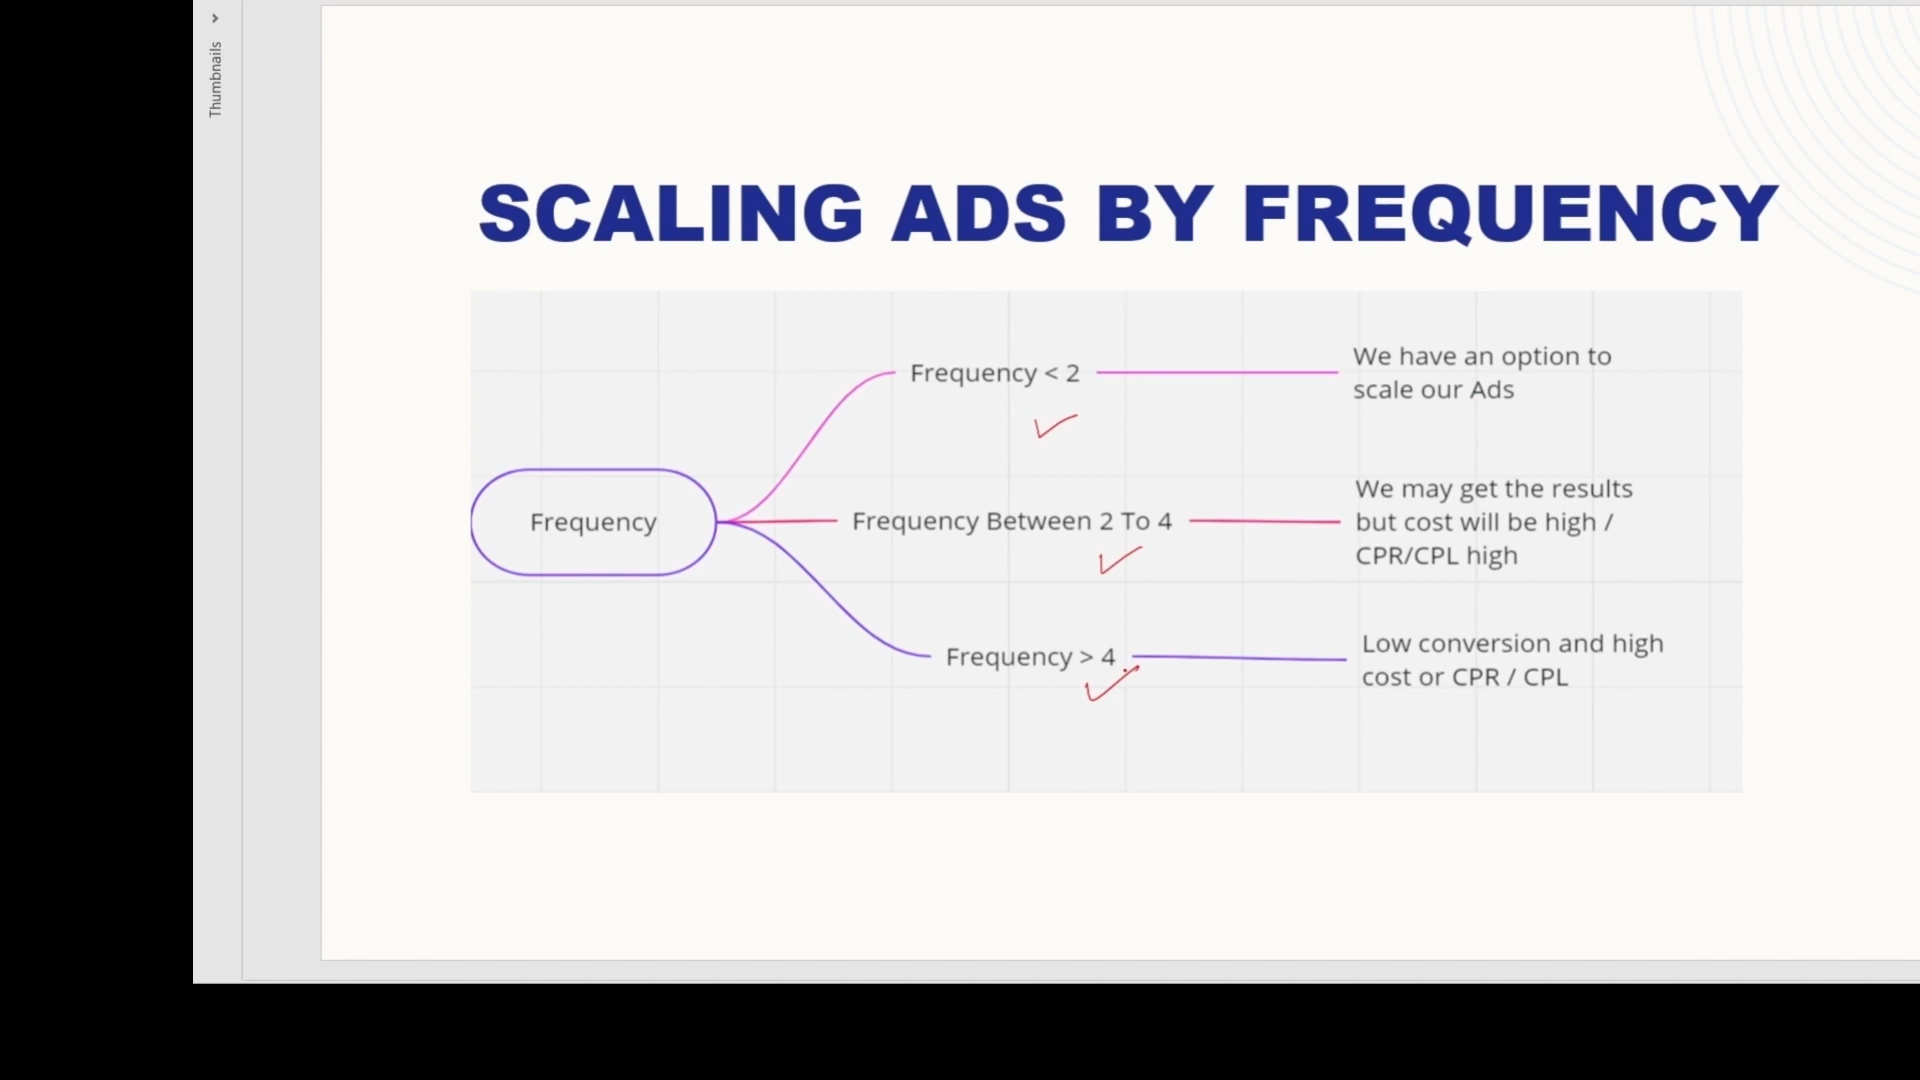 Thumbnails
SCALING ADS BY FREQUENCY
Frequency
Frequency < 2
We have an option to
scale our Ads
Frequency Between 2 To 4
We may get the results
but cost will be high /
CPR/CPL high
Frequency > 4
Low conversion and high
cost or CPR / CPL